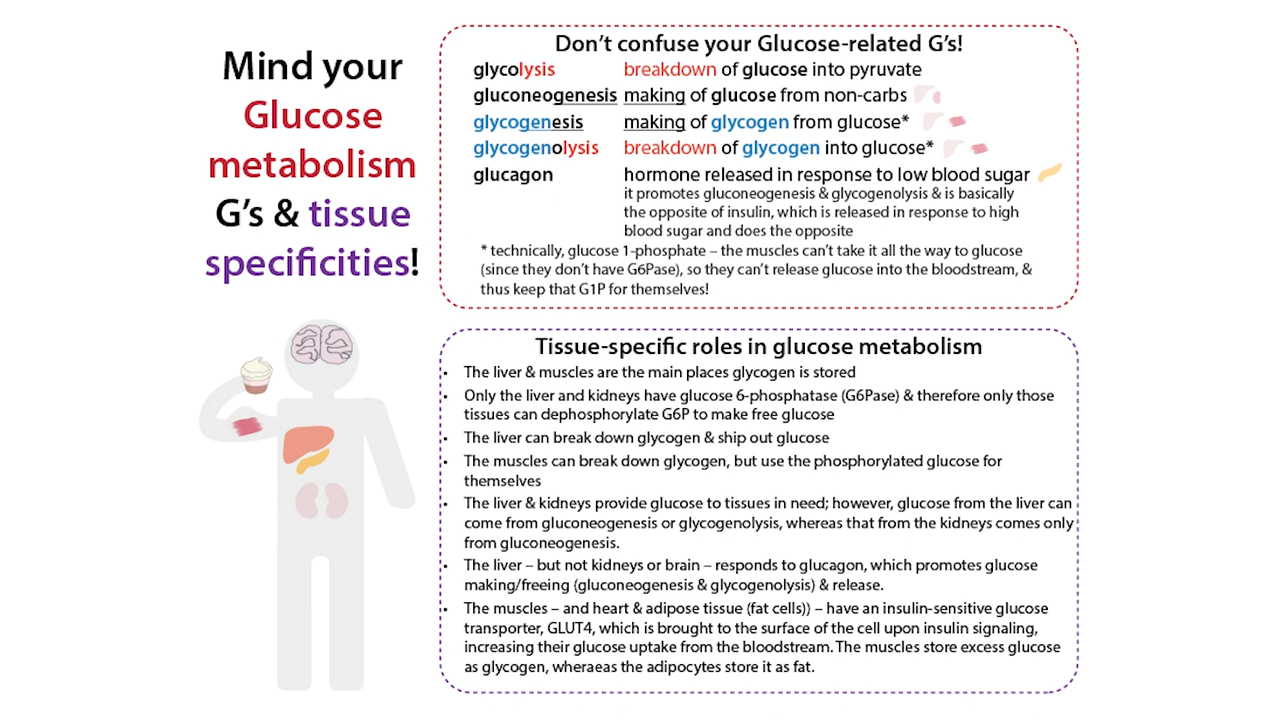 Mind your
Glucose
metabolism
G's & tissue
specificities!
Don't confuse your Glucose-related G's!
glycolysis breakdown of glucose into pyruvate
gluconeogenesis making of glucose from non-carbs
glycogenesis making of glycogen from glucose*
glycogenolysis breakdown of glycogen into glucose*
glucagon hormone released in response to low blood sugar
it promotes gluconeogenesis & glycogenolysis & is basically
the opposite of insulin, which is released in response to high
blood sugar and does the opposite
* technically, glucose 1-phosphate – the muscles can't take it all the way to glucose
(since they don't have G6Pase), so they can't release glucose into the bloodstream, &
thus keep that G1P for themselves!
Tissue-specific roles in glucose metabolism
• The liver & muscles are the main places glycogen is stored
• Only the liver and kidneys have glucose 6-phosphatase (G6Pase) & therefore only those
tissues can dephosphorylate G6P to make free glucose
• The liver can break down glycogen & ship out glucose
• The muscles can break down glycogen, but use the phosphorylated glucose for
themselves
• The liver & kidneys provide glucose to tissues in need; however, glucose from the liver can
come from gluconeogenesis or glycogenolysis, whereas that from the kidneys comes only
from gluconeogenesis.
• The liver – but not kidneys or brain – responds to glucagon, which promotes glucose
making/freeing (gluconeogenesis & glycogenolysis) & release.
• The muscles – and heart & adipose tissue (fat cells)) – have an insulin-sensitive glucose
transporter, GLUT4, which is brought to the surface of the cell upon insulin signaling,
increasing their glucose uptake from the bloodstream. The muscles store excess glucose
as glycogen, wheraeas the adipocytes store it as fat.